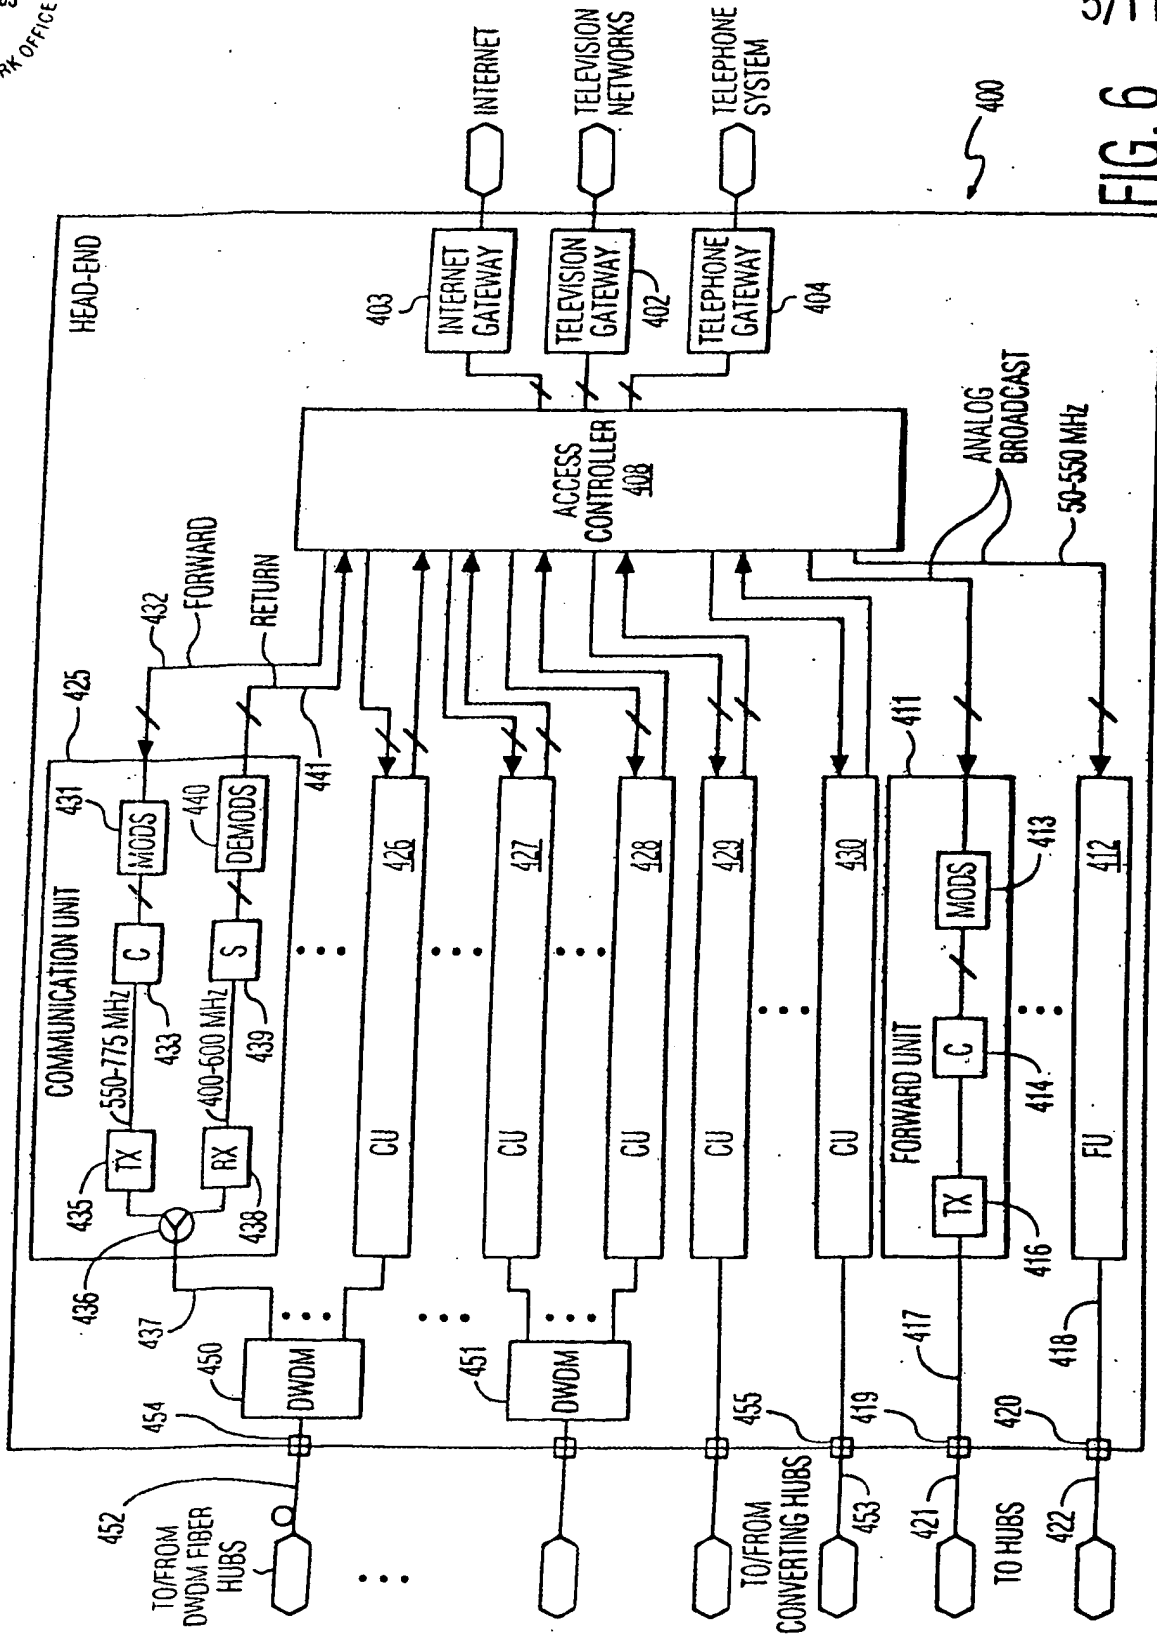 RK OFFICE
5/11
FIG. 6
400
HEAD-END
INTERNET
TELEVISION
NETWORKS
TELEPHONE
SYSTEM
403
INTERNET
GATEWAY
TELEVISION
GATEWAY
402
TELEPHONE
GATEWAY
404
ACCESS
CONTROLLER
408
ANALOG
BROADCAST
50-550 MHz
432
FORWARD
RETURN
441
425
COMMUNICATION UNIT
431
MODS
440
DEMODS
C
433
S
439
550-775 MHz
400-600 MHz
TX
435
RX
438
436
437
CU
426
CU
427
CU
428
CU
429
CU
430
411
FORWARD UNIT
MODS
413
C
414
TX
416
FU
412
450
DWDM
451
DWDM
417
418
454
455
419
420
452
453
421
422
TO/FROM
DWDM FIBER
HUBS
TO/FROM
CONVERTING HUBS
TO HUBS